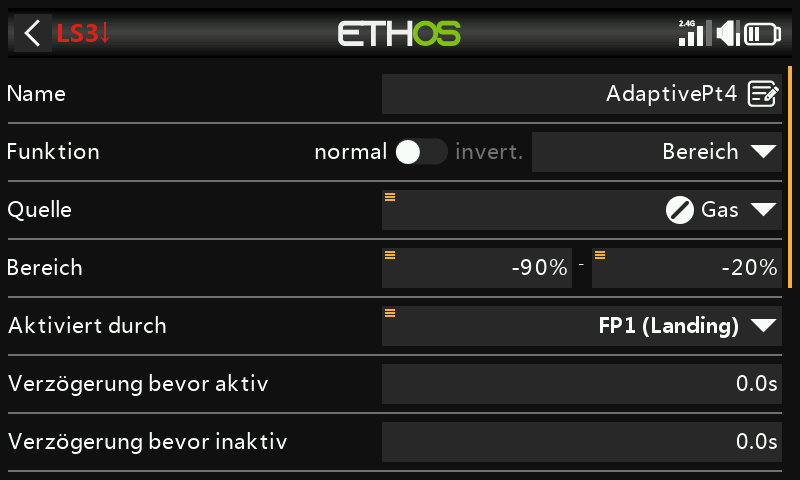 LS3↓ ETHOS 2.4G
Name AdaptivePt4
Funktion normal invert. Bereich
Quelle Gas
Bereich -90% - -20%
Aktiviert durch FP1 (Landing)
Verzögerung bevor aktiv 0.0s
Verzögerung bevor inaktiv 0.0s